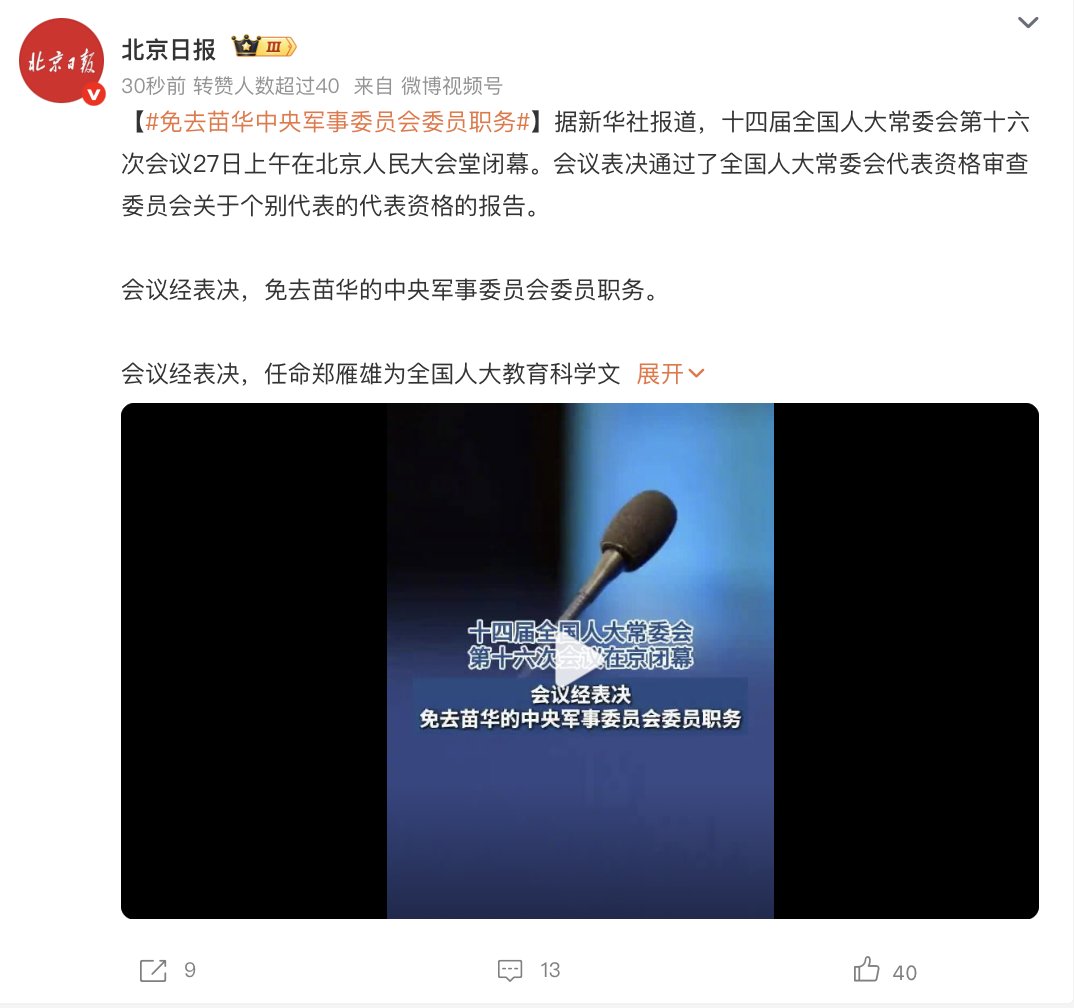 北京日报
北京日报 III
30秒前 转赞人数超过40 来自 微博视频号
【#免去苗华中央军事委员会委员职务#】据新华社报道，十四届全国人大常委会第十六
次会议27日上午在北京人民大会堂闭幕。会议表决通过了全国人大常委会代表资格审查
委员会关于个别代表的代表资格的报告。
会议经表决，免去苗华的中央军事委员会委员职务。
会议经表决，任命郑雁雄为全国人大教育科学文 展开
十四届全国人大常委会
第十六次会议在京闭幕
会议经表决
免去苗华的中央军事委员会委员职务
9
13
40